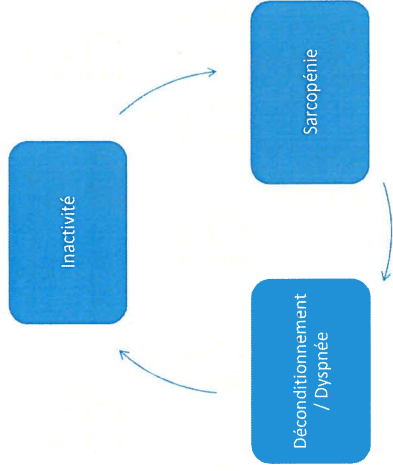 Inactivité
Sarcopénie
Déconditionnement
/ Dyspnée